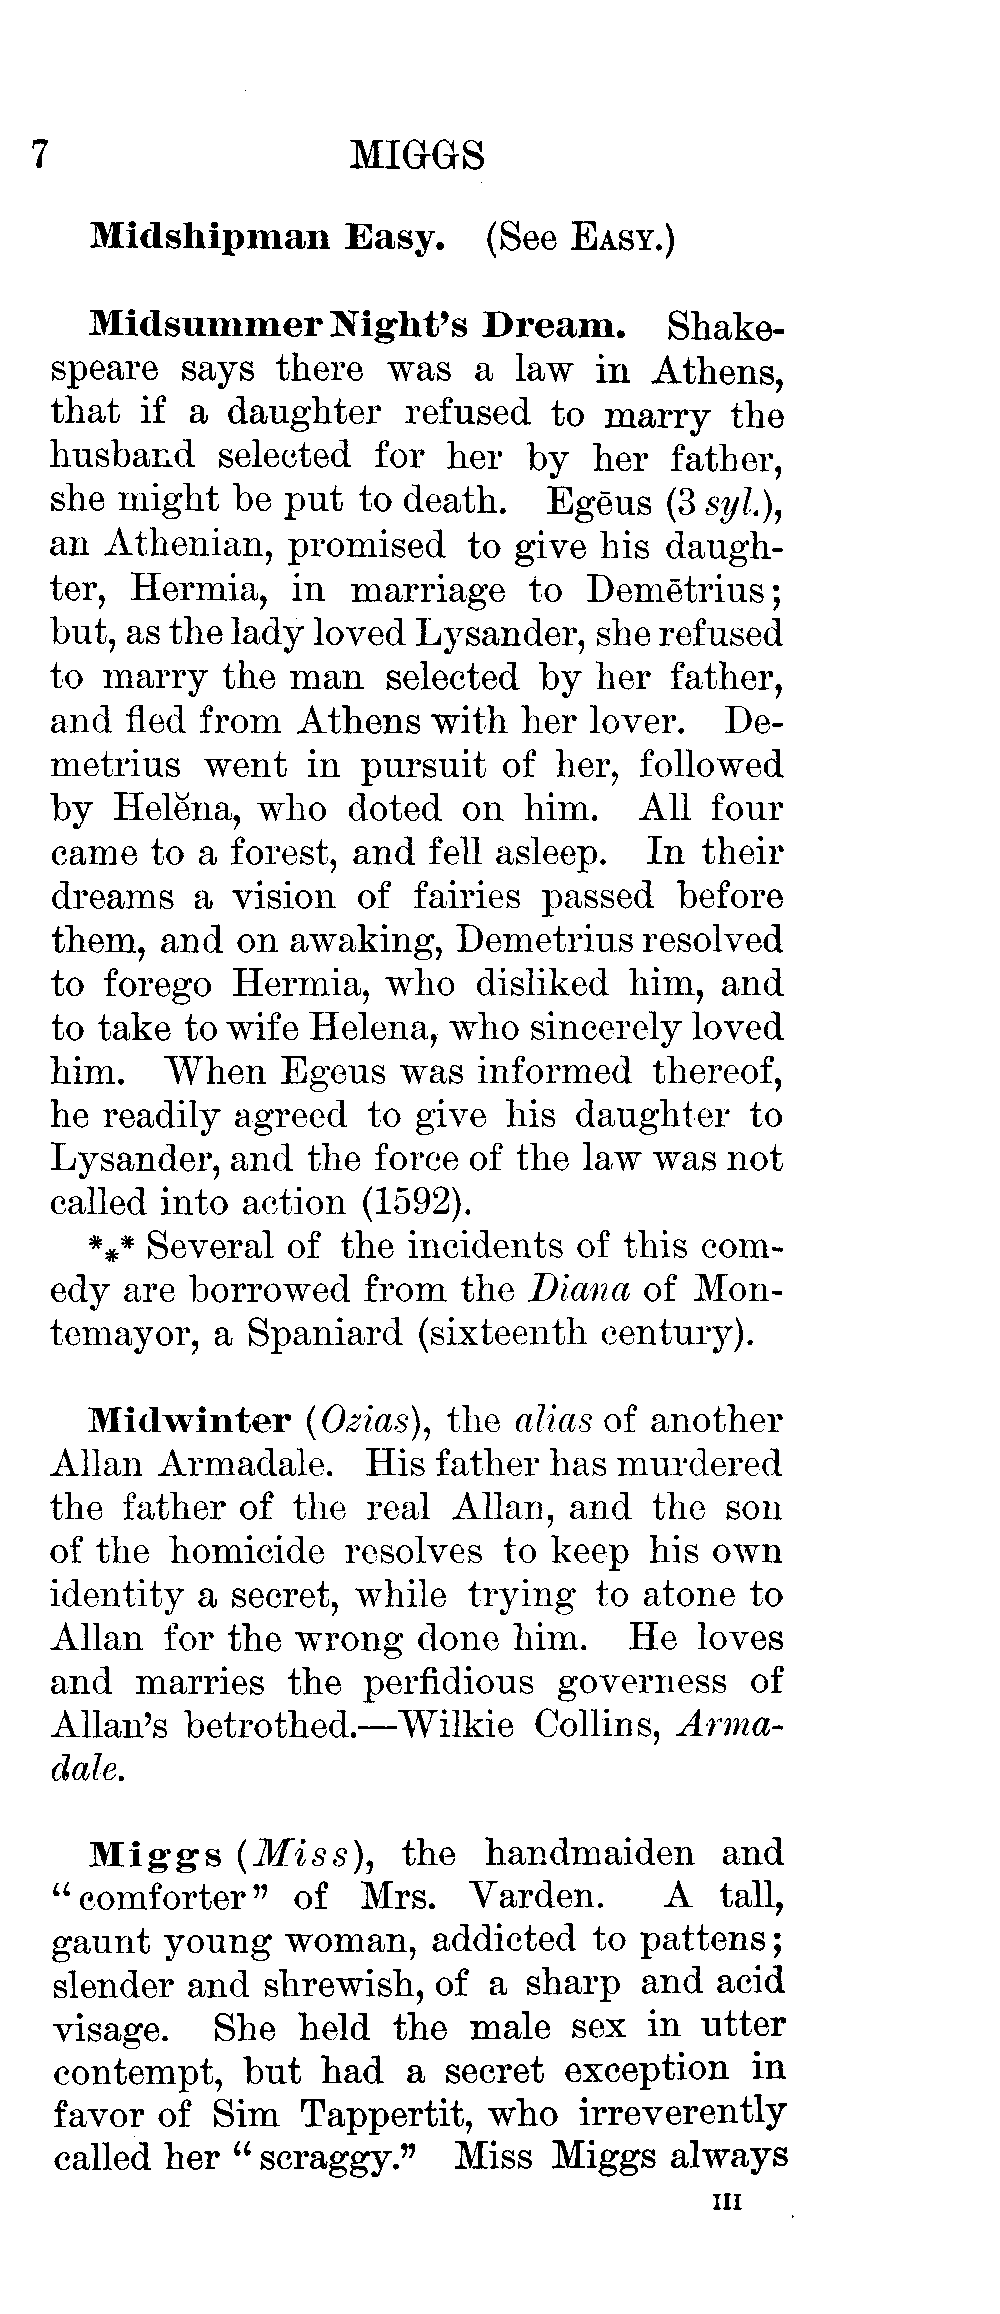 7 MIGGS
Midshipman Easy. (See EASY.)
Midsummer Night's Dream. Shake-
speare says there was a law in Athens,
that if a daughter refused to marry the
husband selected for her by her father,
she might be put to death. Egēus (3 syl.),
an Athenian, promised to give his daugh-
ter, Hermia, in marriage to Demētrius;
but, as the lady loved Lysander, she refused
to marry the man selected by her father,
and fled from Athens with her lover. De-
metrius went in pursuit of her, followed
by Helĕna, who doted on him. All four
came to a forest, and fell asleep. In their
dreams a vision of fairies passed before
them, and on awaking, Demetrius resolved
to forego Hermia, who disliked him, and
to take to wife Helena, who sincerely loved
him. When Egeus was informed thereof,
he readily agreed to give his daughter to
Lysander, and the force of the law was not
called into action (1592).
*⁎* Several of the incidents of this com-
edy are borrowed from the Diana of Mon-
temayor, a Spaniard (sixteenth century).
Midwinter (Ozias), the alias of another
Allan Armadale. His father has murdered
the father of the real Allan, and the son
of the homicide resolves to keep his own
identity a secret, while trying to atone to
Allan for the wrong done him. He loves
and marries the perfidious governess of
Allan's betrothed.—Wilkie Collins, Arma-
dale.
Miggs (Miss), the handmaiden and
"comforter" of Mrs. Varden. A tall,
gaunt young woman, addicted to pattens;
slender and shrewish, of a sharp and acid
visage. She held the male sex in utter
contempt, but had a secret exception in
favor of Sim Tappertit, who irreverently
called her "scraggy." Miss Miggs always
III